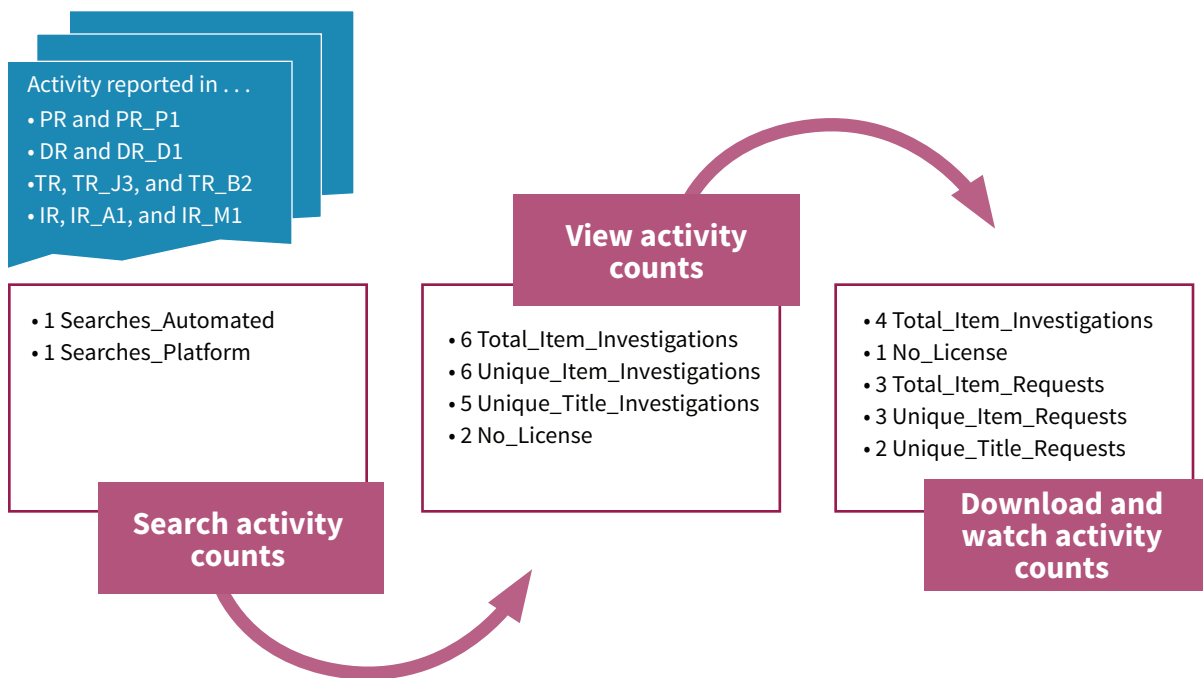 Activity reported in . . .
• PR and PR_P1
• DR and DR_D1
•TR, TR_J3, and TR_B2
• IR, IR_A1, and IR_M1
• 1 Searches_Automated
• 1 Searches_Platform
Search activity
counts
View activity
counts
• 6 Total_Item_Investigations
• 6 Unique_Item_Investigations
• 5 Unique_Title_Investigations
• 2 No_License
• 4 Total_Item_Investigations
• 1 No_License
• 3 Total_Item_Requests
• 3 Unique_Item_Requests
• 2 Unique_Title_Requests
Download and
watch activity
counts